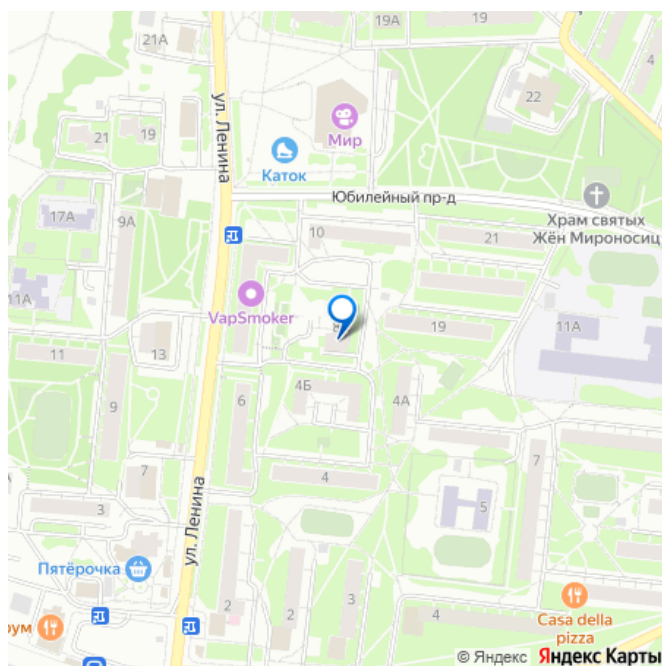 19
19А
21А
4
22
ул. Ленина
Мир
21
19
Каток
Юбилейный пр-д
Храм святых
Жён Мироносиц
17А
9А
10
21
11А
VapSmoker
19
11А
11
13
4Б
4А
9
6
7
4
7
5
3
ул. Ленина
Пятёрочка
2
2
3
4
рум
Casa della
pizza
© Яндекс Яндекс Карты